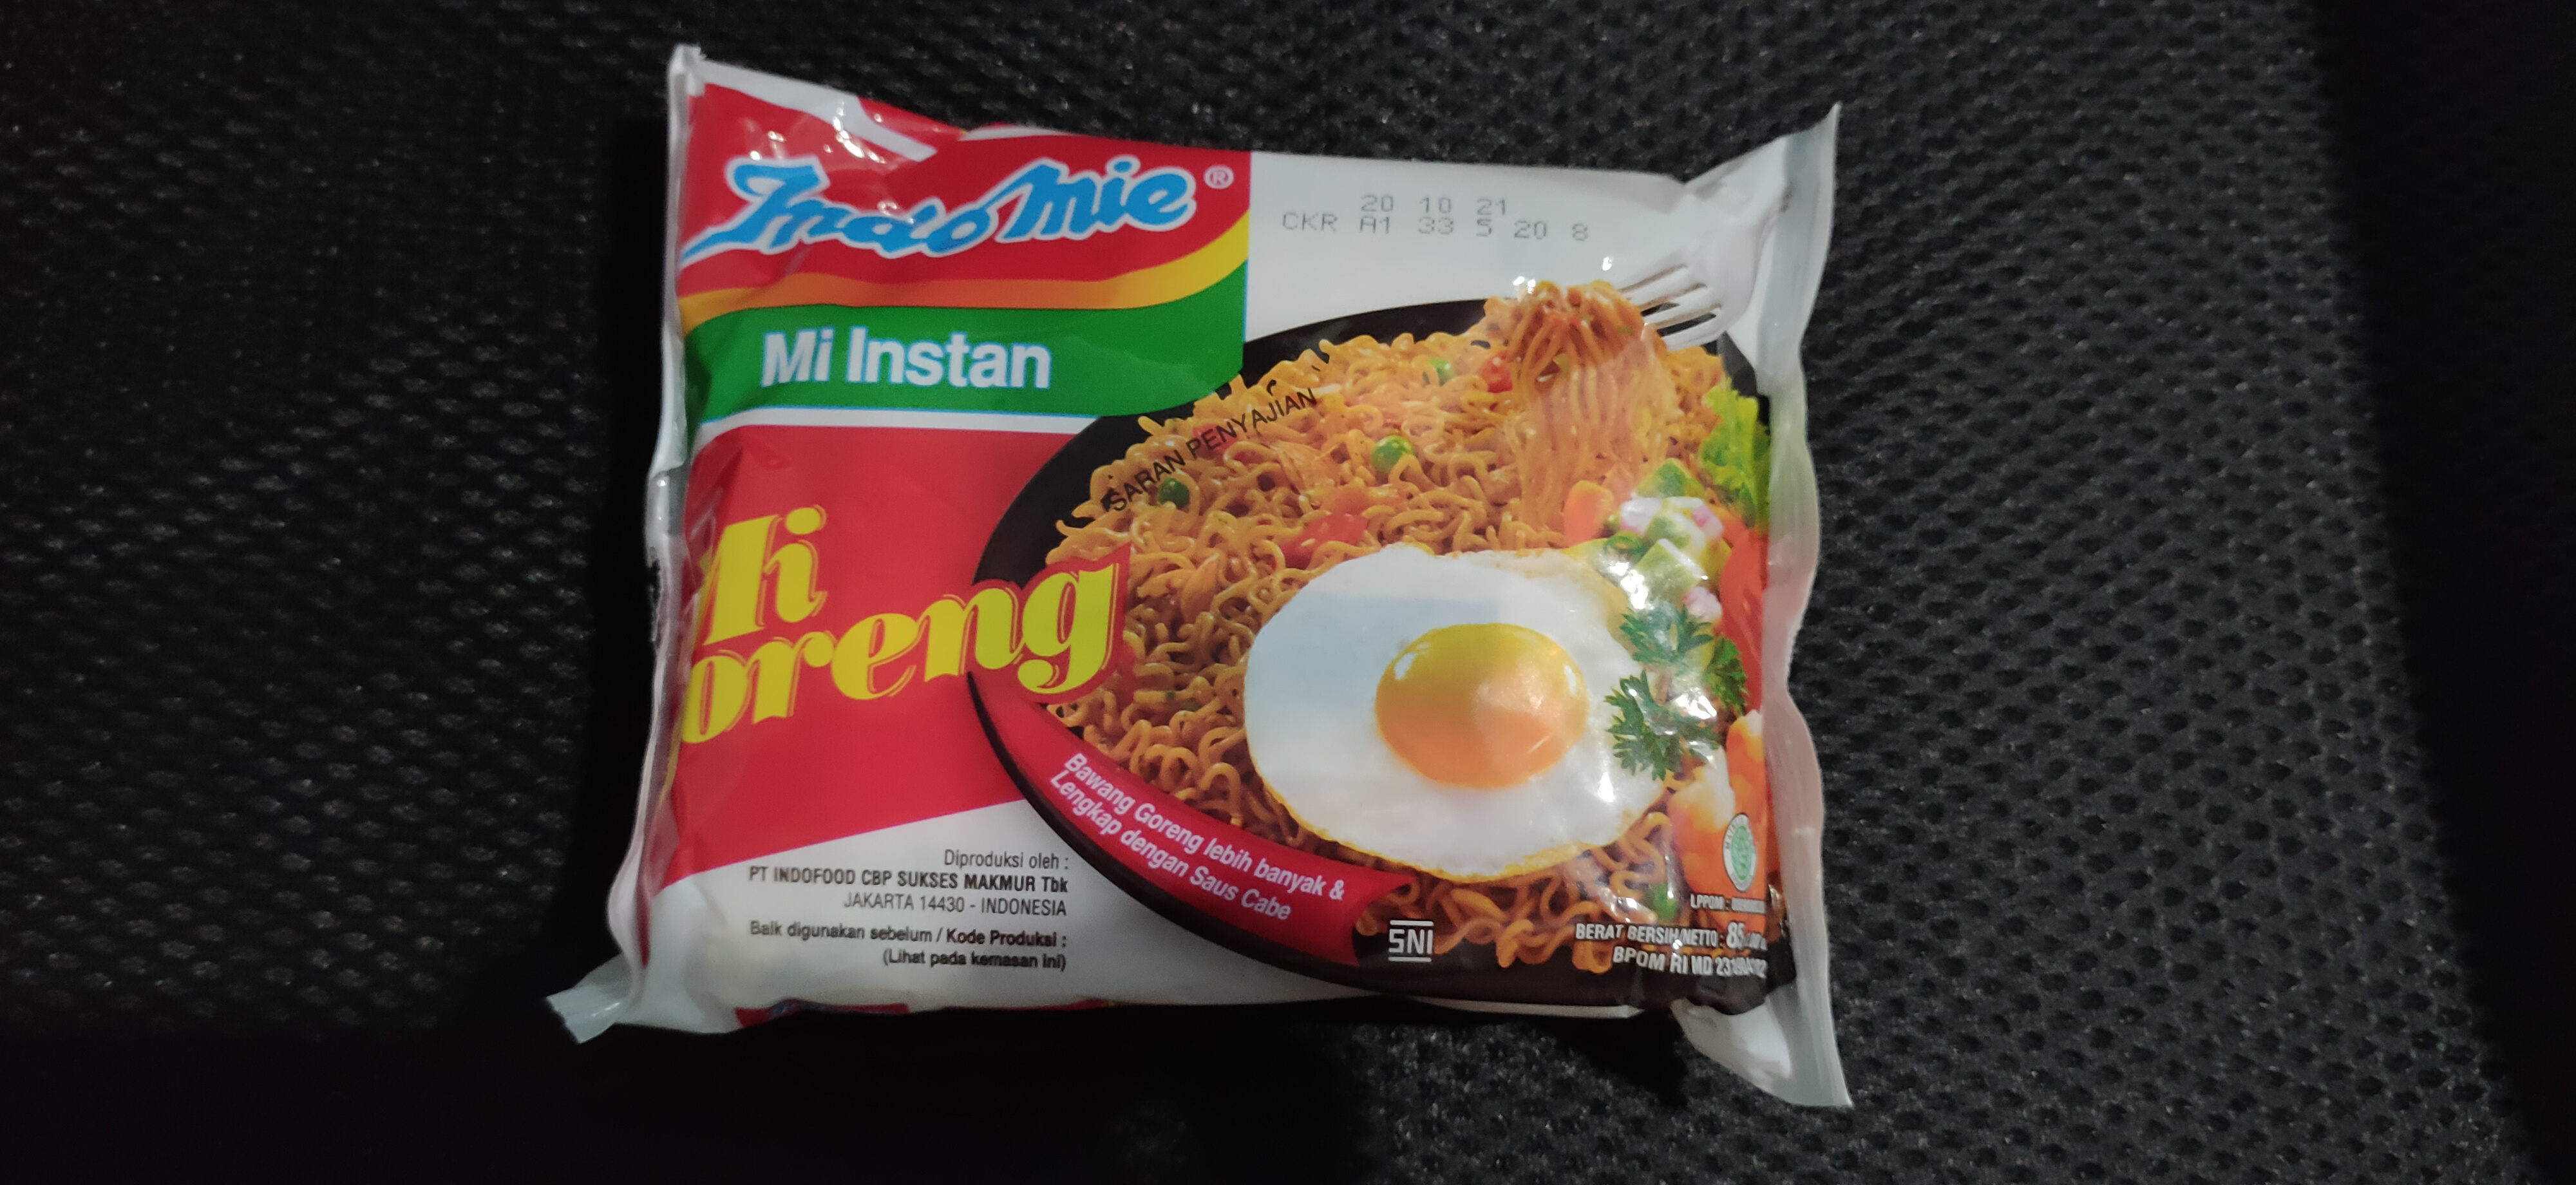 Indomie®
20 10 21
CKR A1 33 5 20 8
Mi Instan
SARAN PENYAJIAN
Mi
oreng
Bawang Goreng lebih banyak &
Lengkap dengan Saus Cabe
Diproduksi oleh :
PT INDOFOOD CBP SUKSES MAKMUR Tbk
JAKARTA 14430 - INDONESIA
Baik digunakan sebelum / Kode Produksi :
(Lihat pada kemasan ini)
SNI
LPPOM :
BERAT BERSIH/NETTO : 85
BPOM RI MD